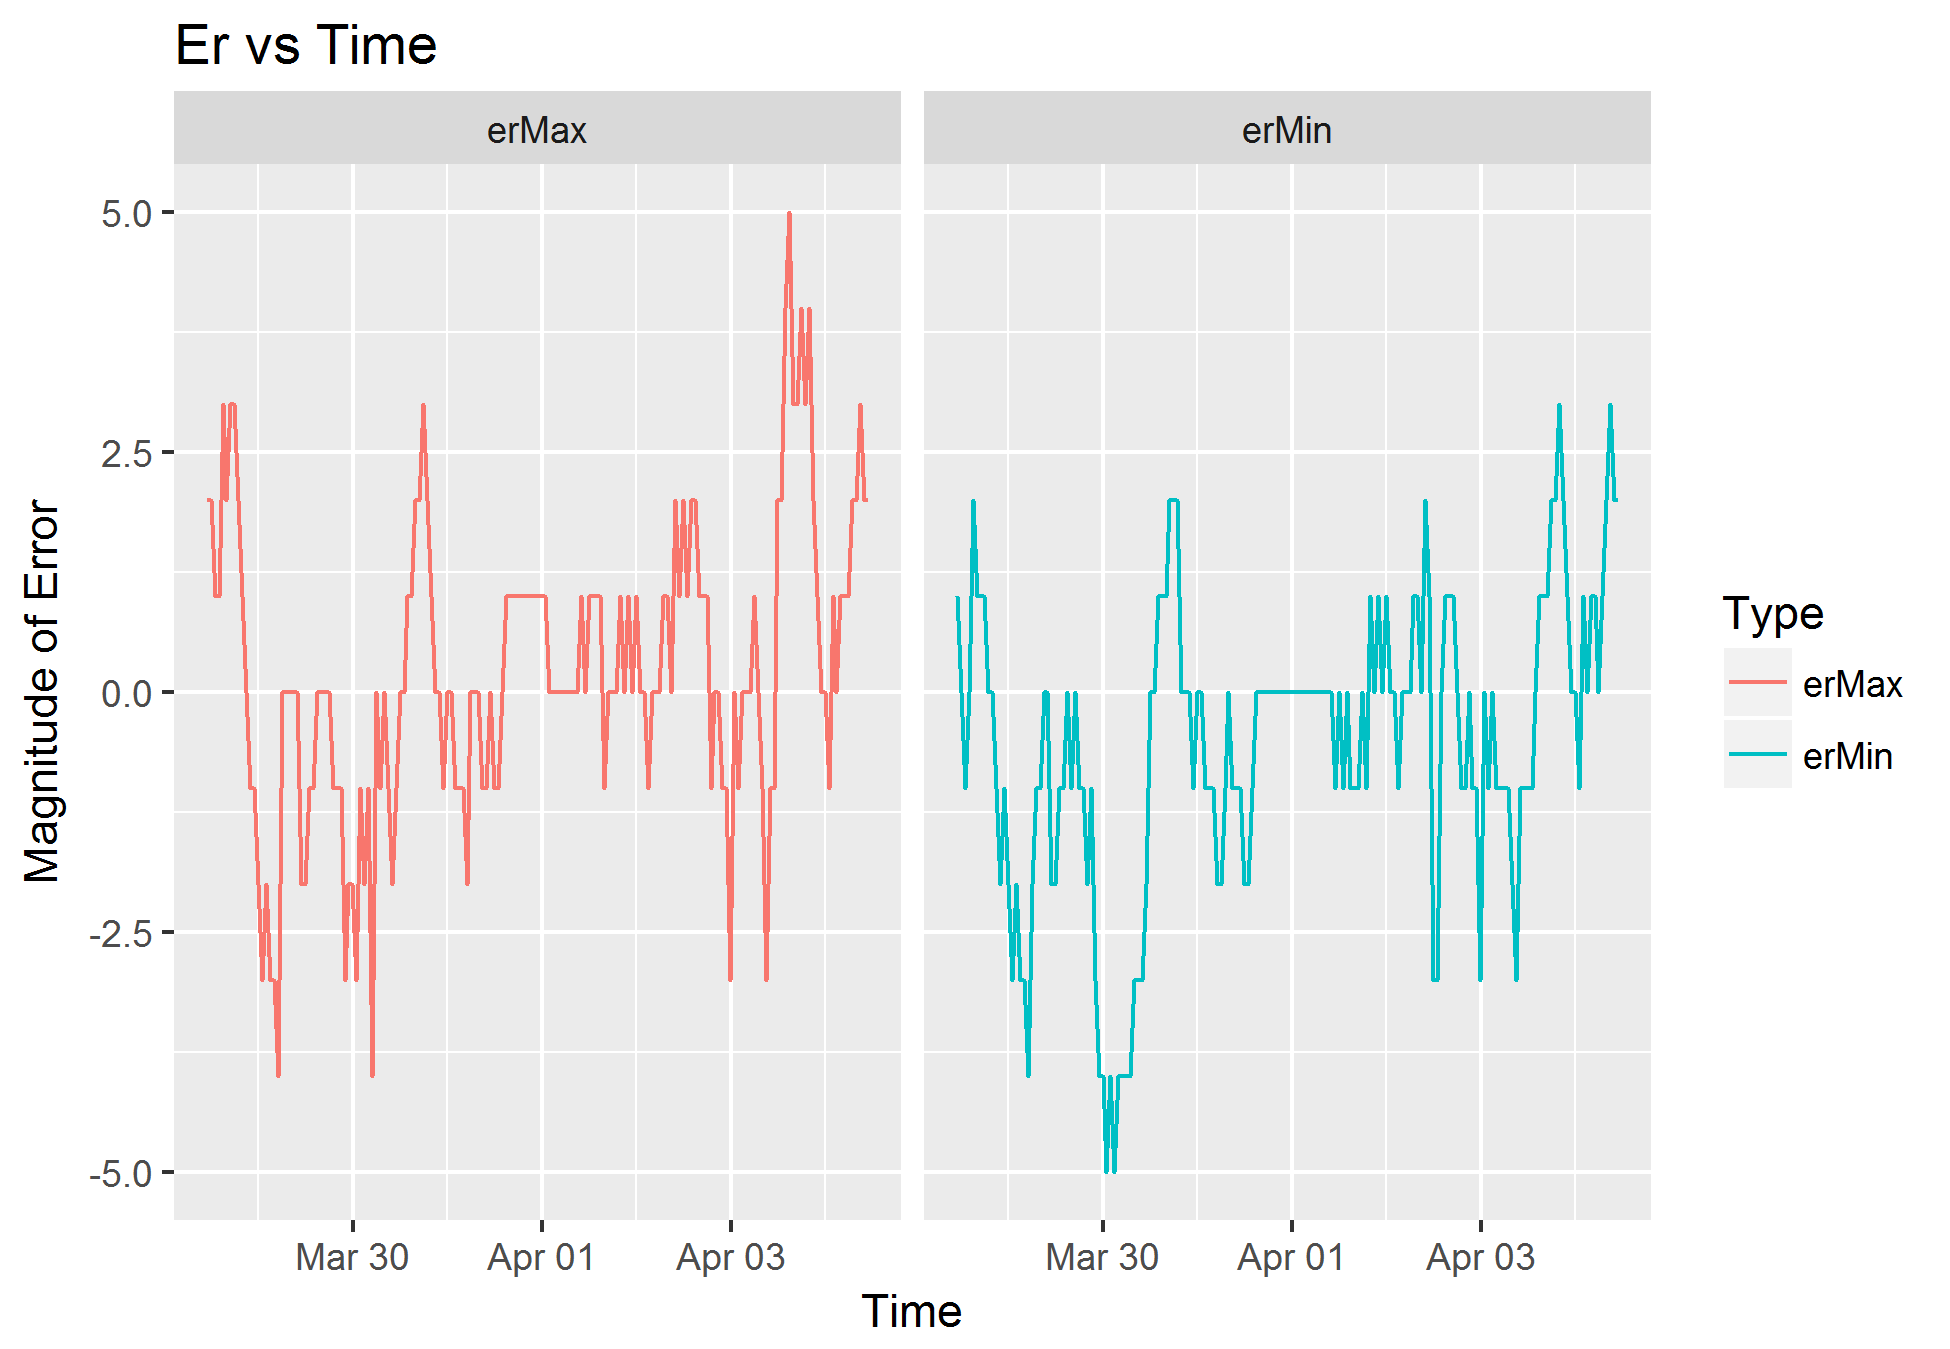 Er vs Time
erMax
erMin
5.0
2.5
0.0
-2.5
-5.0
Magnitude of Error
Mar 30
Apr 01
Apr 03
Mar 30
Apr 01
Apr 03
Time
Type
erMax
erMin